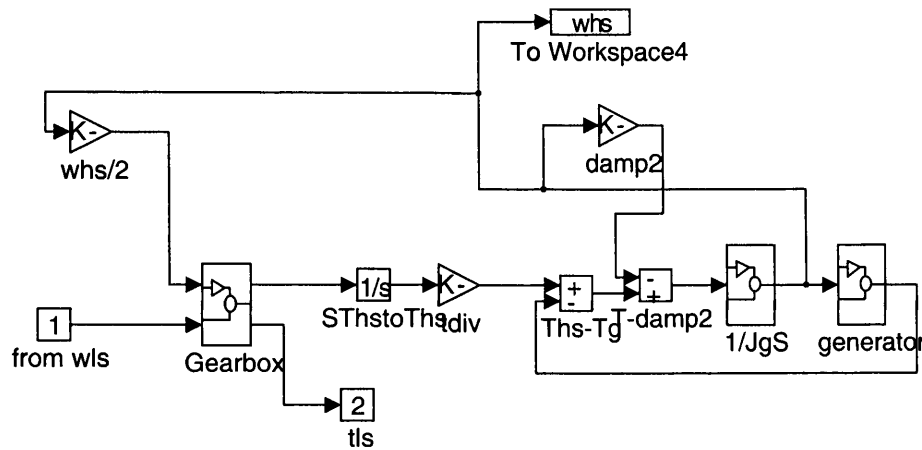 whs
To Workspace4
K-
whs/2
K-
damp2
1
from wls
Gearbox
1/s
SThstoThs
K-
tdiv
+
-
Ths-Tg
-
+
T-damp2
1/JgS
generator
2
tls